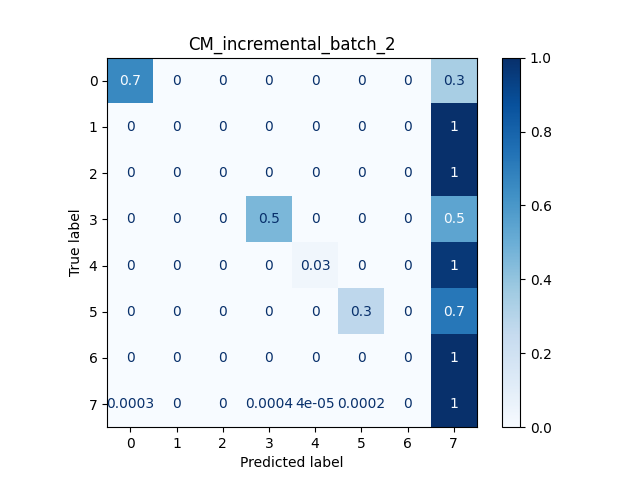 CM_incremental_batch_2
True label
0 0.7 0 0 0 0 0 0 0.3
1 0 0 0 0 0 0 0 1
2 0 0 0 0 0 0 0 1
3 0 0 0 0.5 0 0 0 0.5
4 0 0 0 0 0.03 0 0 1
5 0 0 0 0 0 0.3 0 0.7
6 0 0 0 0 0 0 0 1
7 0.0003 0 0 0.0004 4e-05 0.0002 0 1
0 1 2 3 4 5 6 7
Predicted label
1.0
0.8
0.6
0.4
0.2
0.0